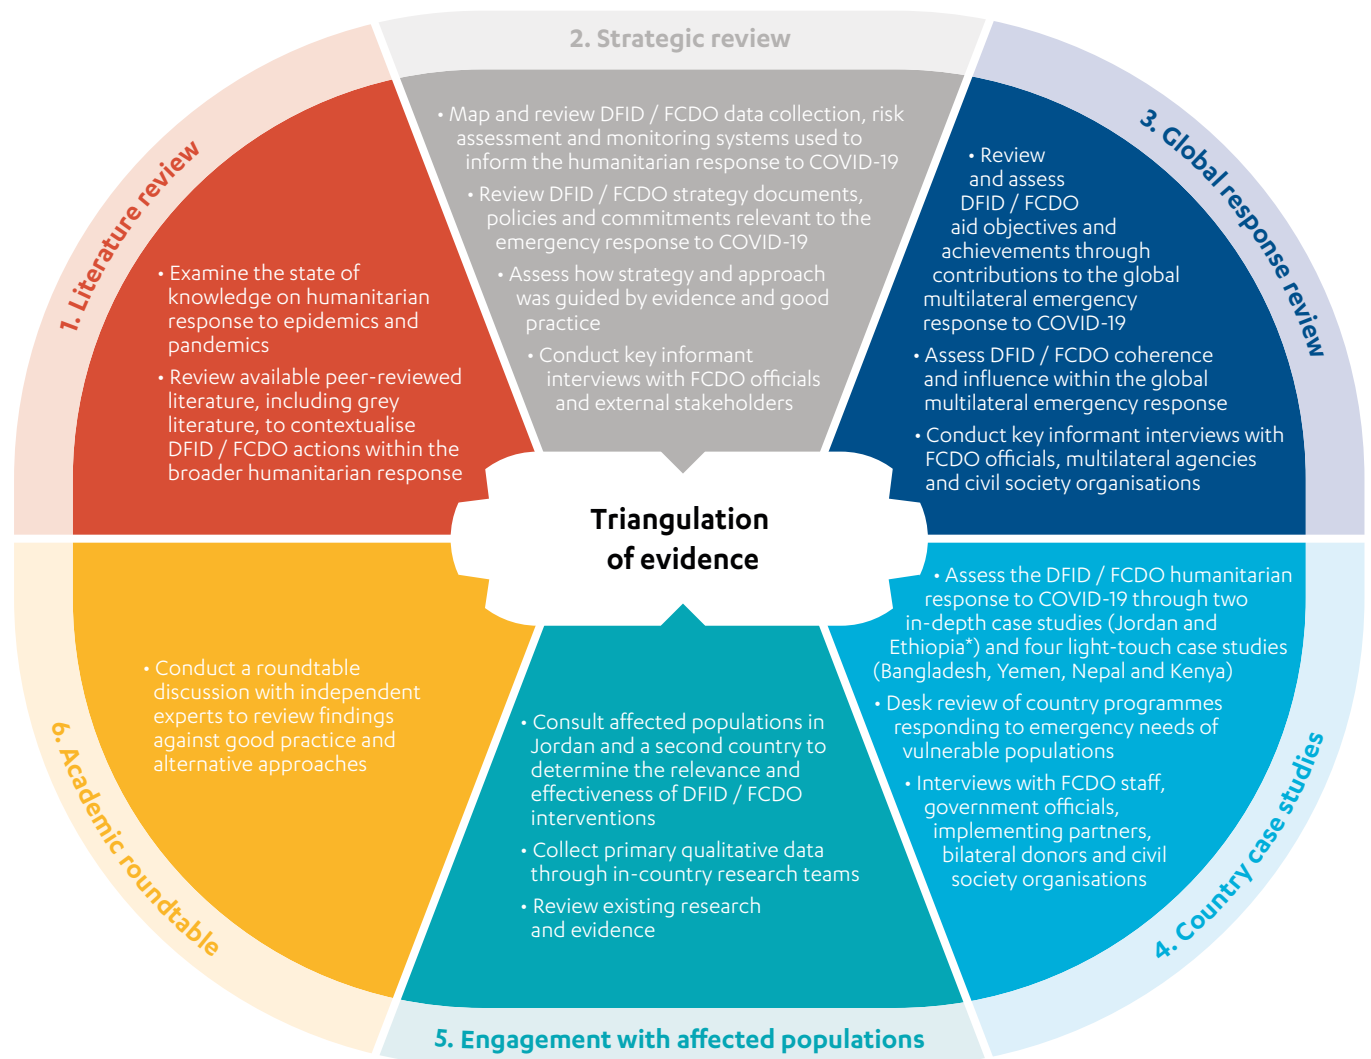 1. Literature review
• Examine the state of
knowledge on humanitarian
response to epidemics and
pandemics
• Review available peer-reviewed
literature, including grey
literature, to contextualise
DFID / FCDO actions within the
broader humanitarian response
2. Strategic review
• Map and review DFID / FCDO data collection, risk
assessment and monitoring systems used to
inform the humanitarian response to COVID-19
• Review DFID / FCDO strategy documents,
policies and commitments relevant to the
emergency response to COVID-19
• Assess how strategy and approach
was guided by evidence and good
practice
• Conduct key informant
interviews with FCDO officials
and external stakeholders
3. Global response review
• Review
and assess
DFID / FCDO
aid objectives and
achievements through
contributions to the global
multilateral emergency
response to COVID-19
• Assess DFID / FCDO coherence
and influence within the global
multilateral emergency response
• Conduct key informant interviews with
FCDO officials, multilateral agencies
and civil society organisations
Triangulation
of evidence
4. Country case studies
• Assess the DFID / FCDO humanitarian
response to COVID-19 through two
in-depth case studies (Jordan and
Ethiopia*) and four light-touch case studies
(Bangladesh, Yemen, Nepal and Kenya)
• Desk review of country programmes
responding to emergency needs of
vulnerable populations
• Interviews with FCDO staff,
government officials,
implementing partners,
bilateral donors and civil
society organisations
5. Engagement with affected populations
• Consult affected populations in
Jordan and a second country to
determine the relevance and
effectiveness of DFID / FCDO
interventions
• Collect primary qualitative data
through in-country research teams
• Review existing research
and evidence
6. Academic roundtable
• Conduct a roundtable
discussion with independent
experts to review findings
against good practice and
alternative approaches